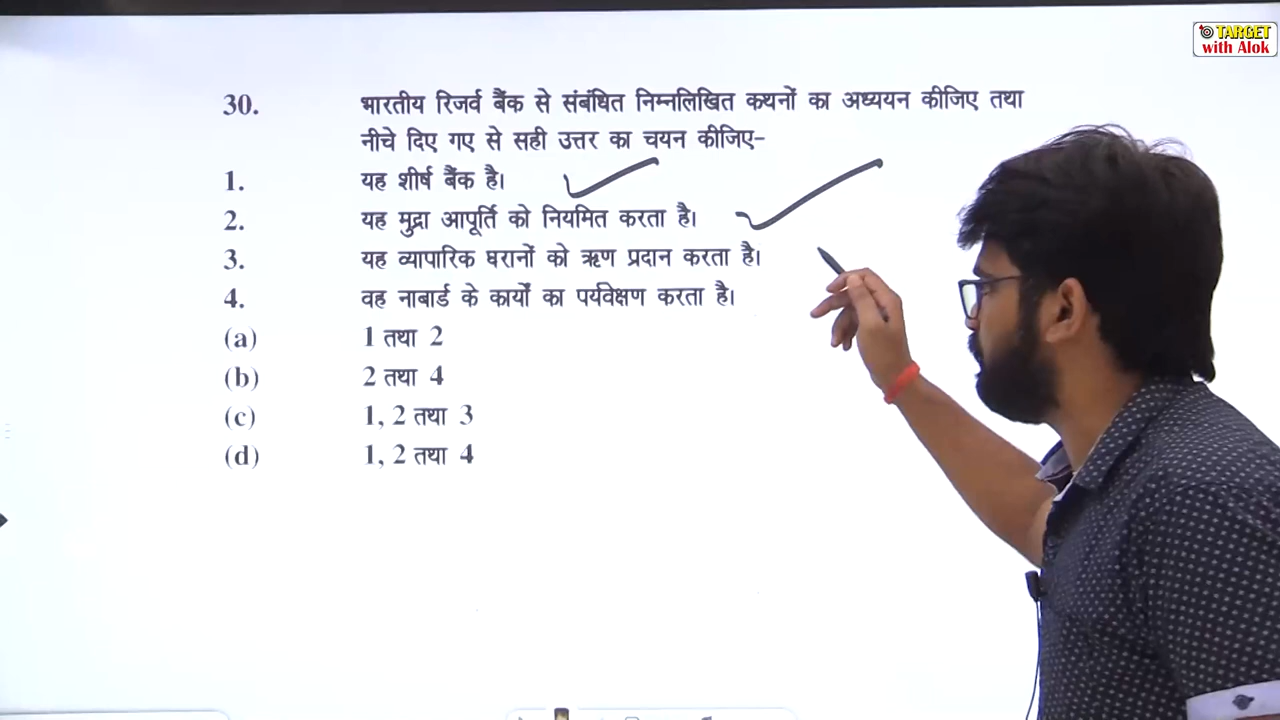 TARGET
with Alok
30. भारतीय रिजर्व बैंक से संबंधित निम्नलिखित कथनों का अध्ययन कीजिए तथा
नीचे दिए गए से सही उत्तर का चयन कीजिए-
1. यह शीर्ष बैंक है।
2. यह मुद्रा आपूर्ति को नियमित करता है।
3. यह व्यापारिक घरानों को ऋण प्रदान करता है।
4. वह नाबार्ड के कार्यों का पर्यवेक्षण करता है।
(a) 1 तथा 2
(b) 2 तथा 4
(c) 1, 2 तथा 3
(d) 1, 2 तथा 4